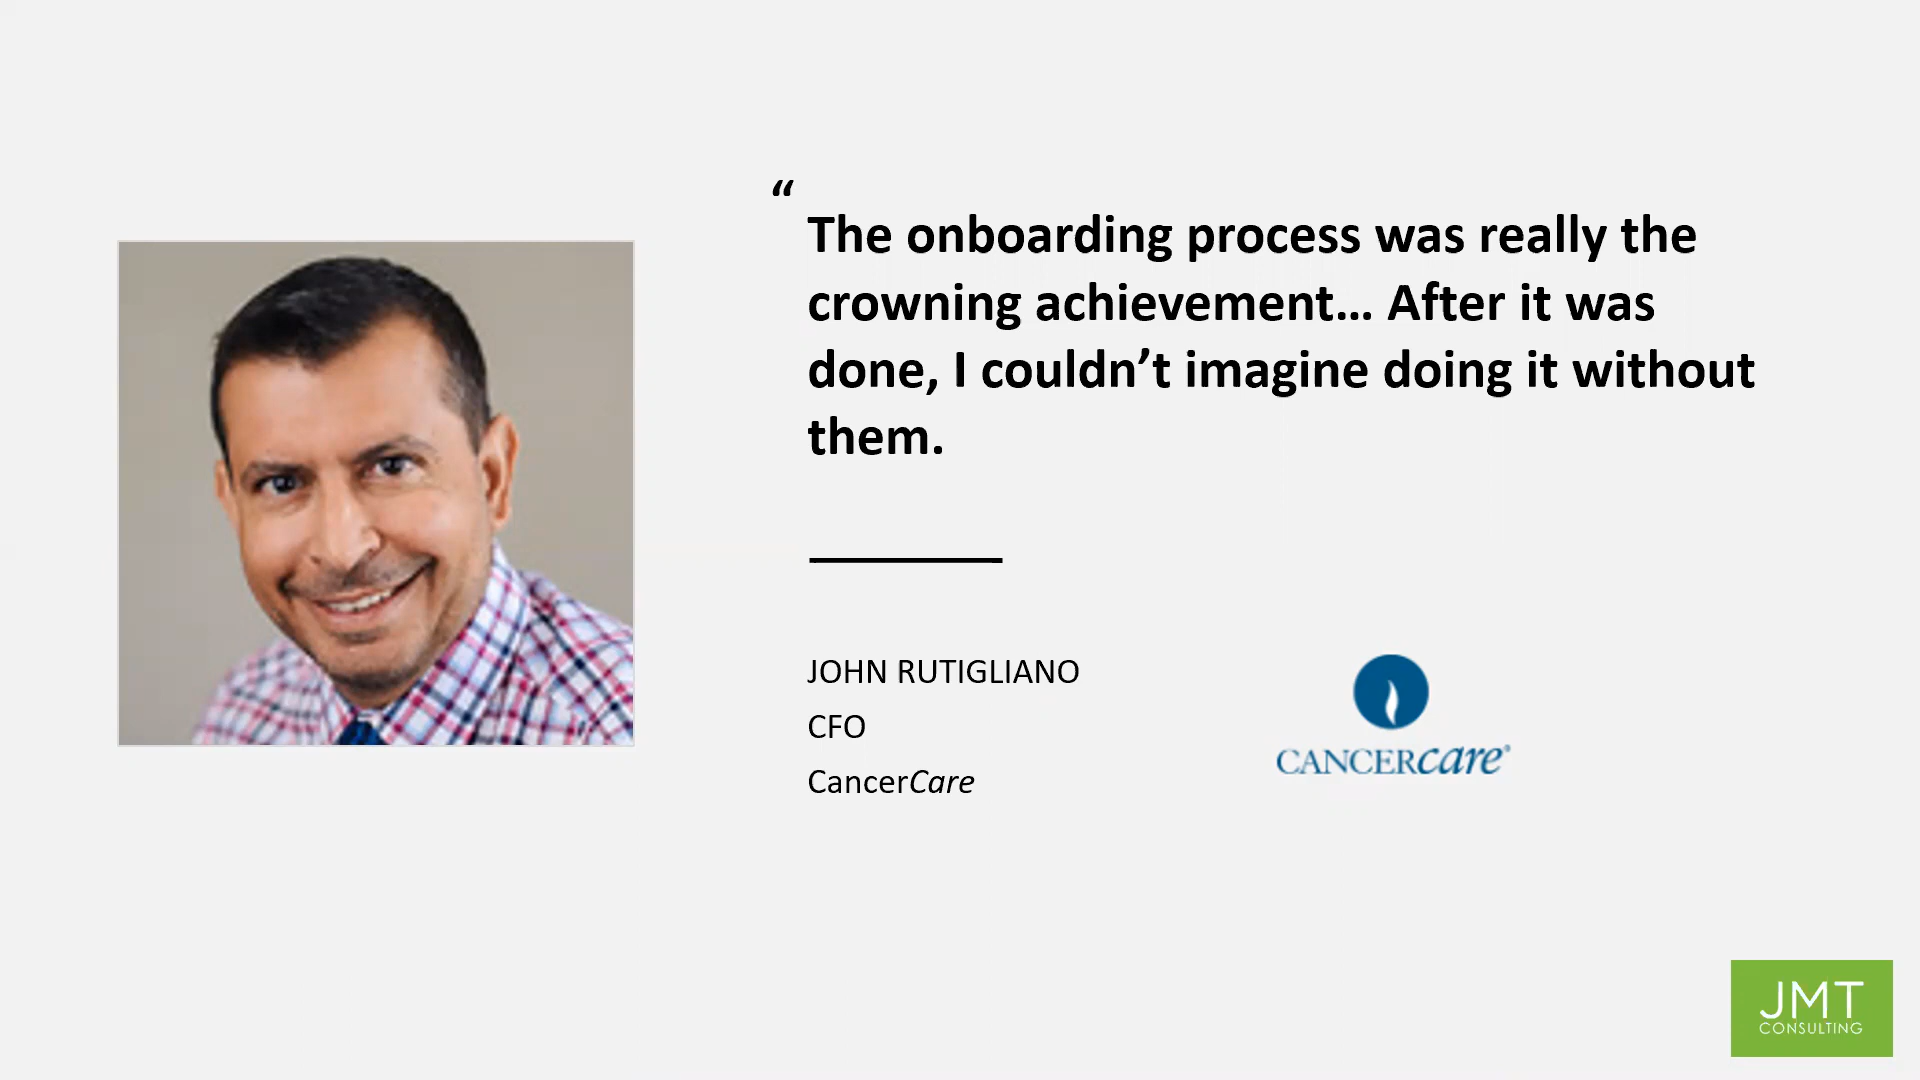 “
The onboarding process was really the
crowning achievement… After it was
done, I couldn’t imagine doing it without
them.
JOHN RUTIGLIANO
CFO
CancerCare
CANCERcare®
JMT
CONSULTING